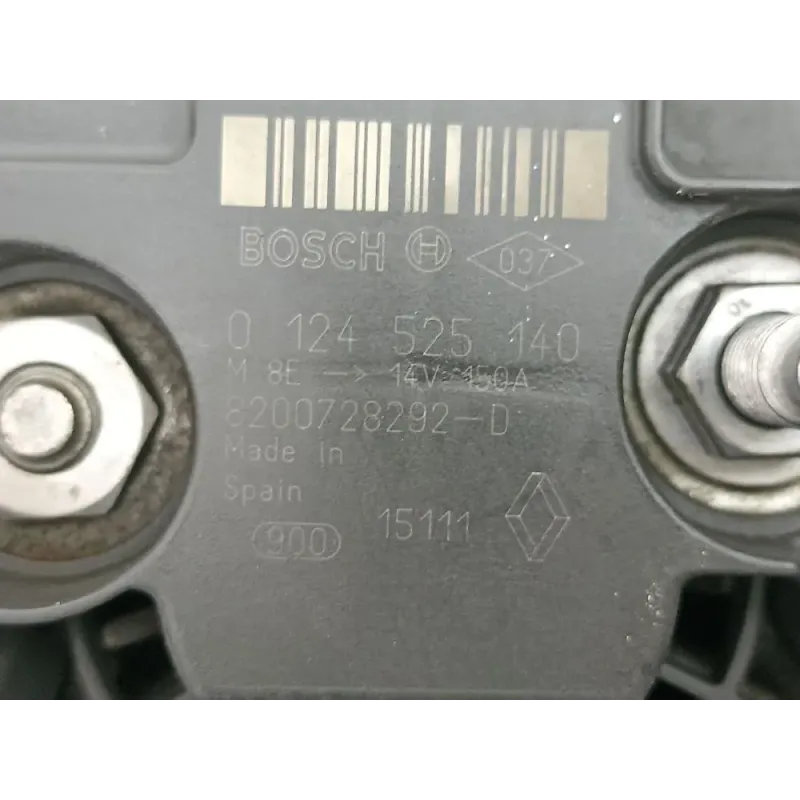 BOSCH 037
0 124 525 140
M 8E --> 14V 150A
8200728292-D
Made in
Spain
900 15111